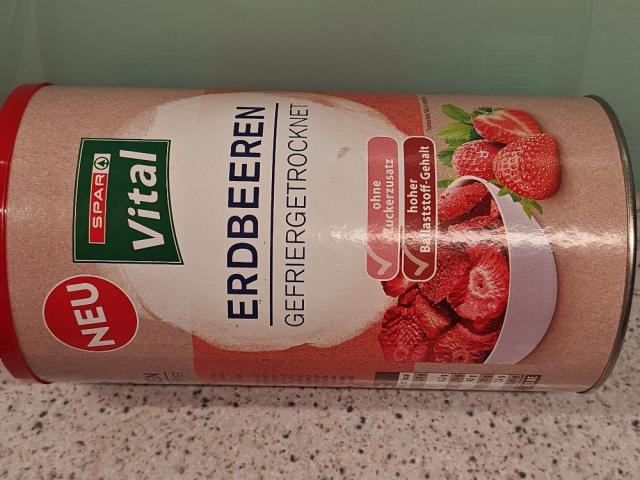 SPAR
Vital
NEU
ERDBEEREN
GEFRIERGETROCKNET
ohne
Zuckerzusatz
hoher
Ballaststoff-Gehalt